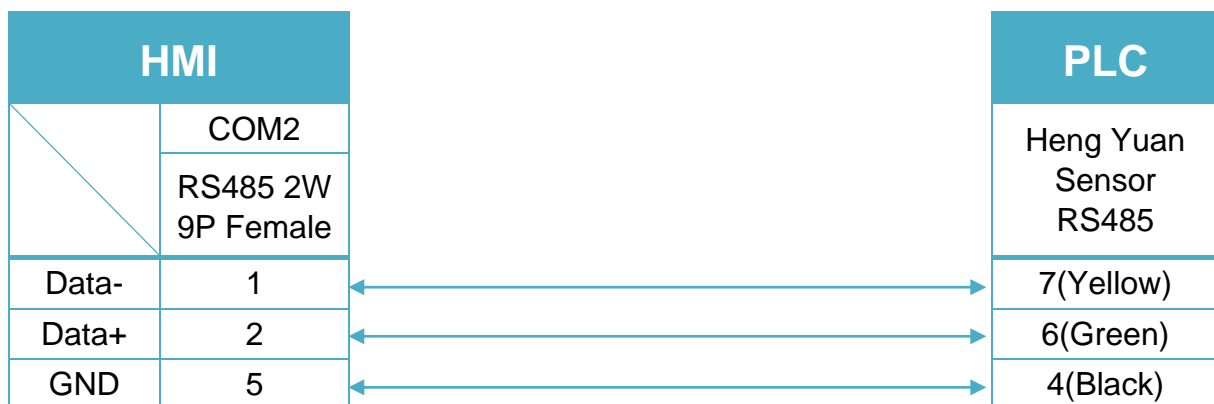 HMI
PLC
COM2
RS485 2W
9P Female
Heng Yuan
Sensor
RS485
Data- 1 7(Yellow)
Data+ 2 6(Green)
GND 5 4(Black)